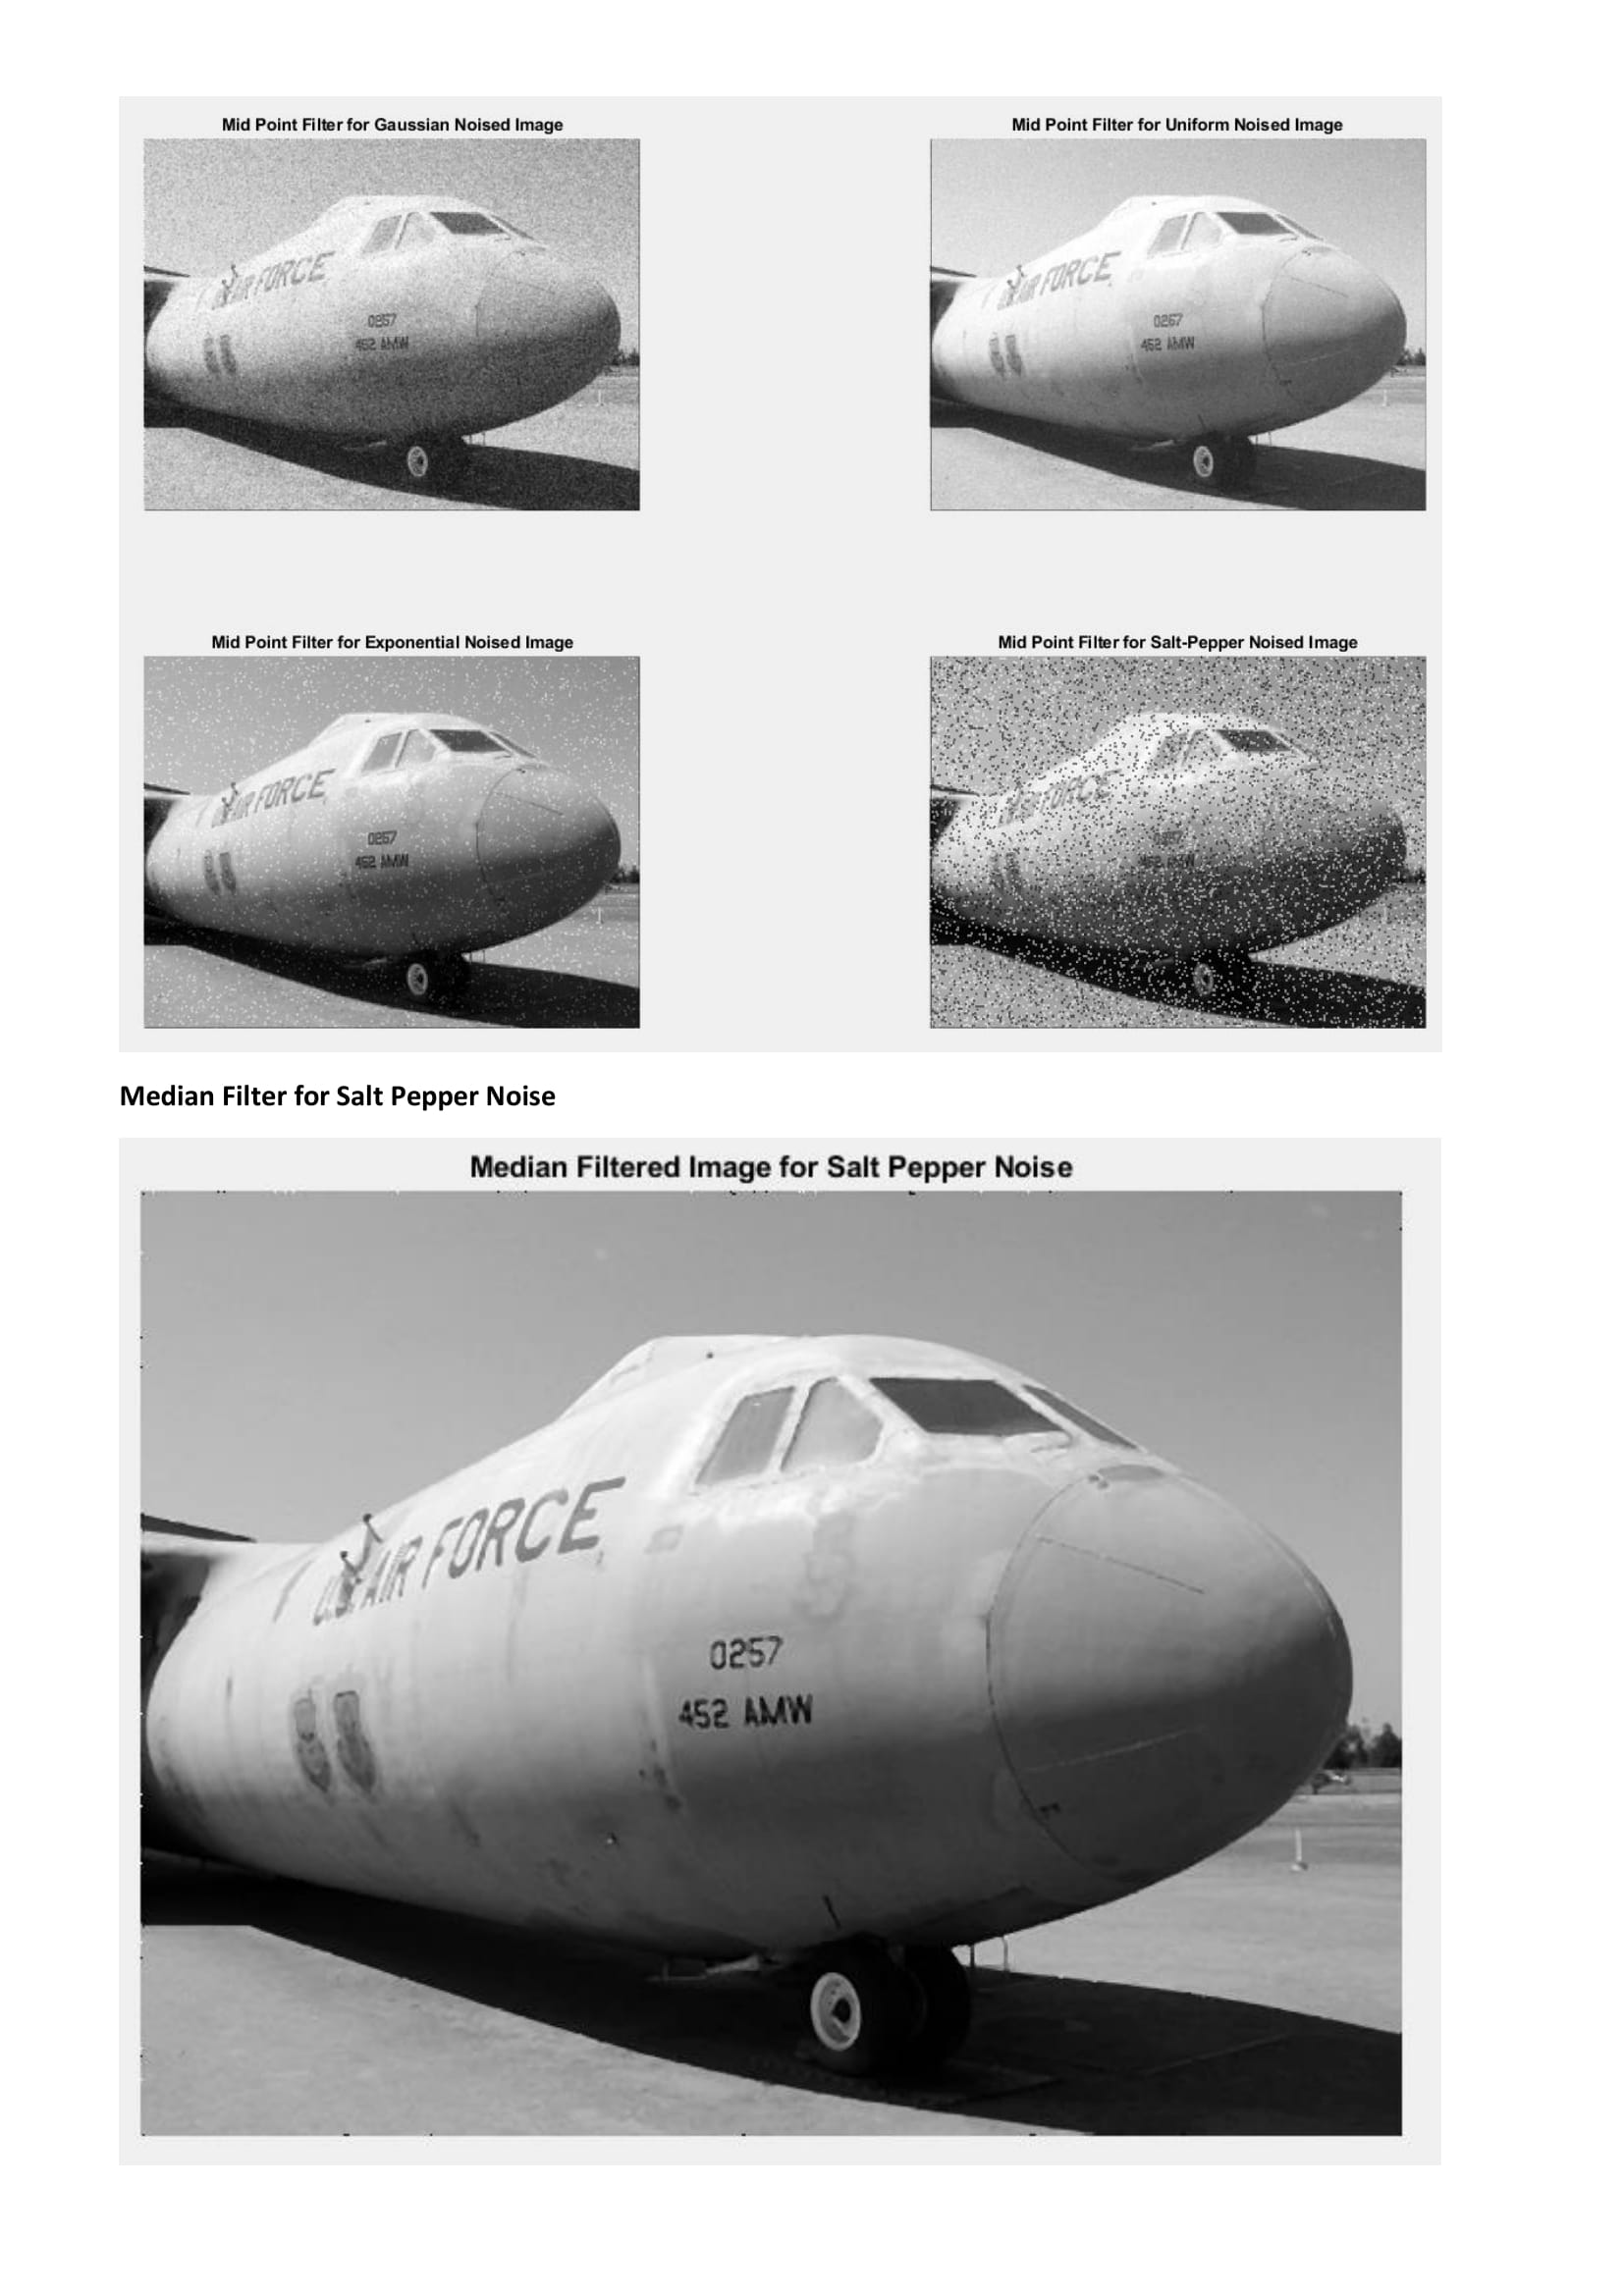 Mid Point Filter for Gaussian Noised Image
Mid Point Filter for Uniform Noised Image
AIR FORCE
0257
452 AMW
AIR FORCE
0257
452 AMW
Mid Point Filter for Exponential Noised Image
Mid Point Filter for Salt-Pepper Noised Image
AIR FORCE
0257
452 AMW
FORCE
Median Filter for Salt Pepper Noise
Median Filtered Image for Salt Pepper Noise
U.S. AIR FORCE
0257
452 AMW